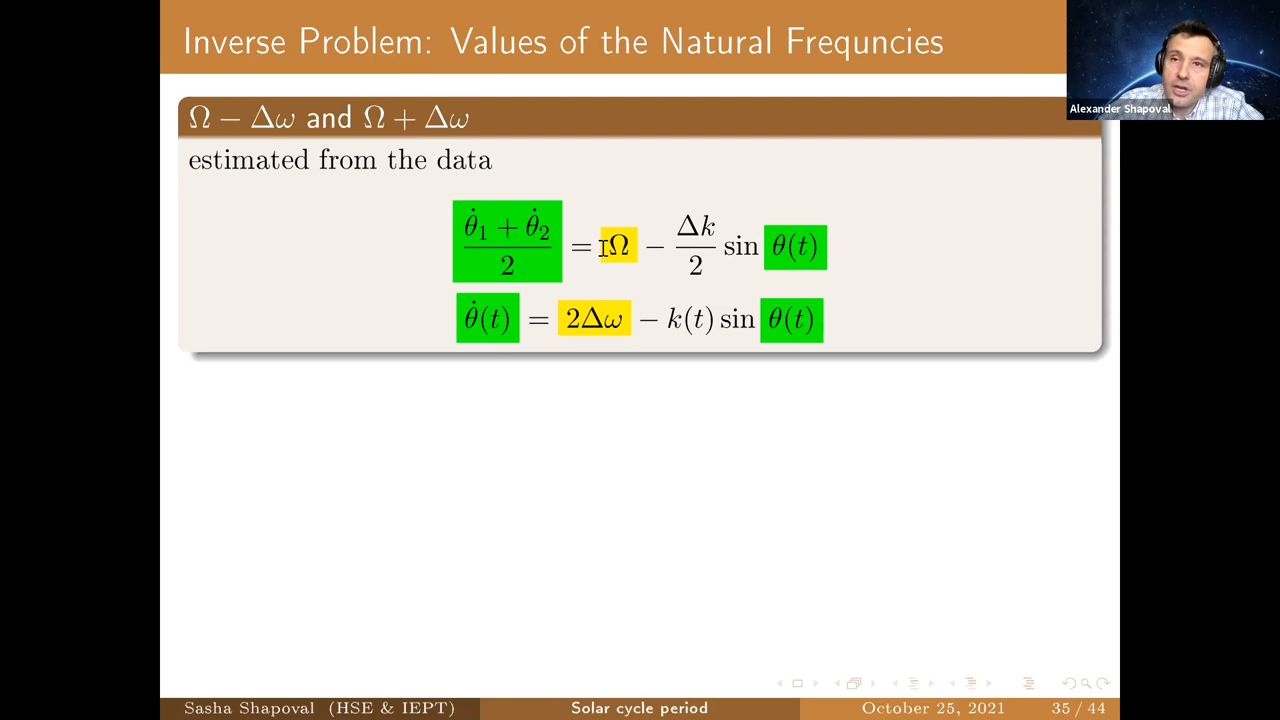 Inverse Problem: Values of the Natural Frequncies
Alexander Shapoval
Ω − Δω and Ω + Δω
estimated from the data
(θ̇₁ + θ̇₂)/2 = Ω − Δk/2 sin θ(t)
θ̇(t) = 2Δω − k(t) sin θ(t)
Sasha Shapoval (HSE & IEPT) Solar cycle period October 25, 2021 35 / 44